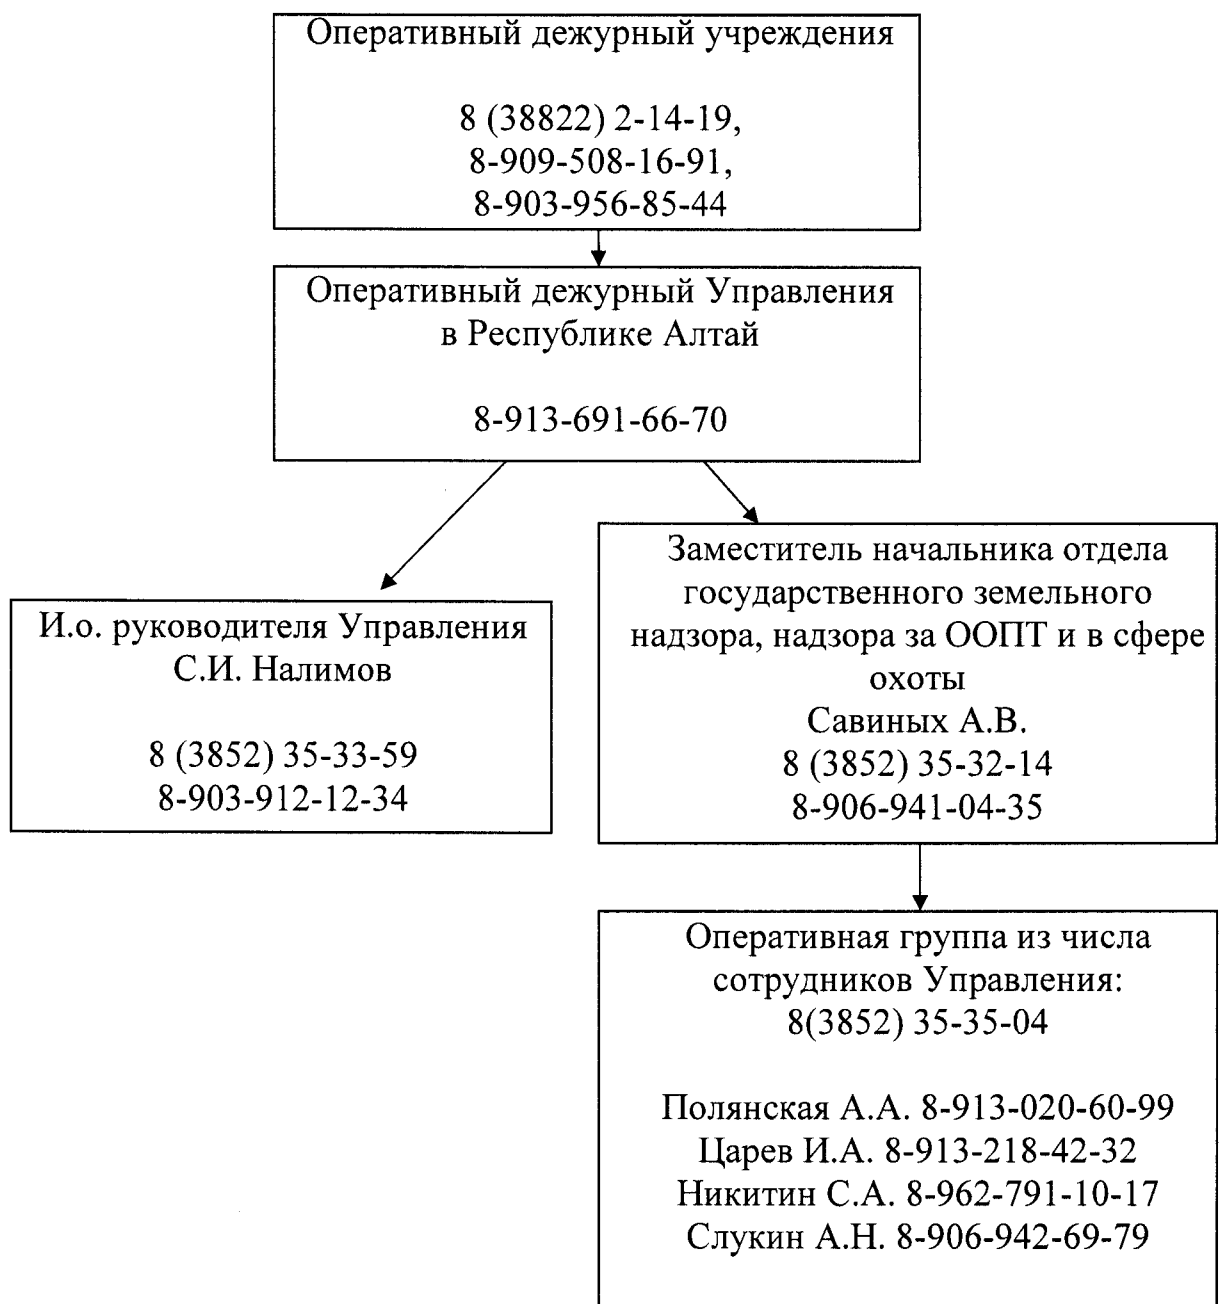 Оперативный дежурный учреждения
8 (38822) 2-14-19,
8-909-508-16-91,
8-903-956-85-44
Оперативный дежурный Управления
в Республике Алтай
8-913-691-66-70
И.о. руководителя Управления
С.И. Налимов
8 (3852) 35-33-59
8-903-912-12-34
Заместитель начальника отдела
государственного земельного
надзора, надзора за ООПТ и в сфере
охоты
Савиных А.В.
8 (3852) 35-32-14
8-906-941-04-35
Оперативная группа из числа
сотрудников Управления:
8(3852) 35-35-04
Полянская А.А. 8-913-020-60-99
Царев И.А. 8-913-218-42-32
Никитин С.А. 8-962-791-10-17
Слукин А.Н. 8-906-942-69-79